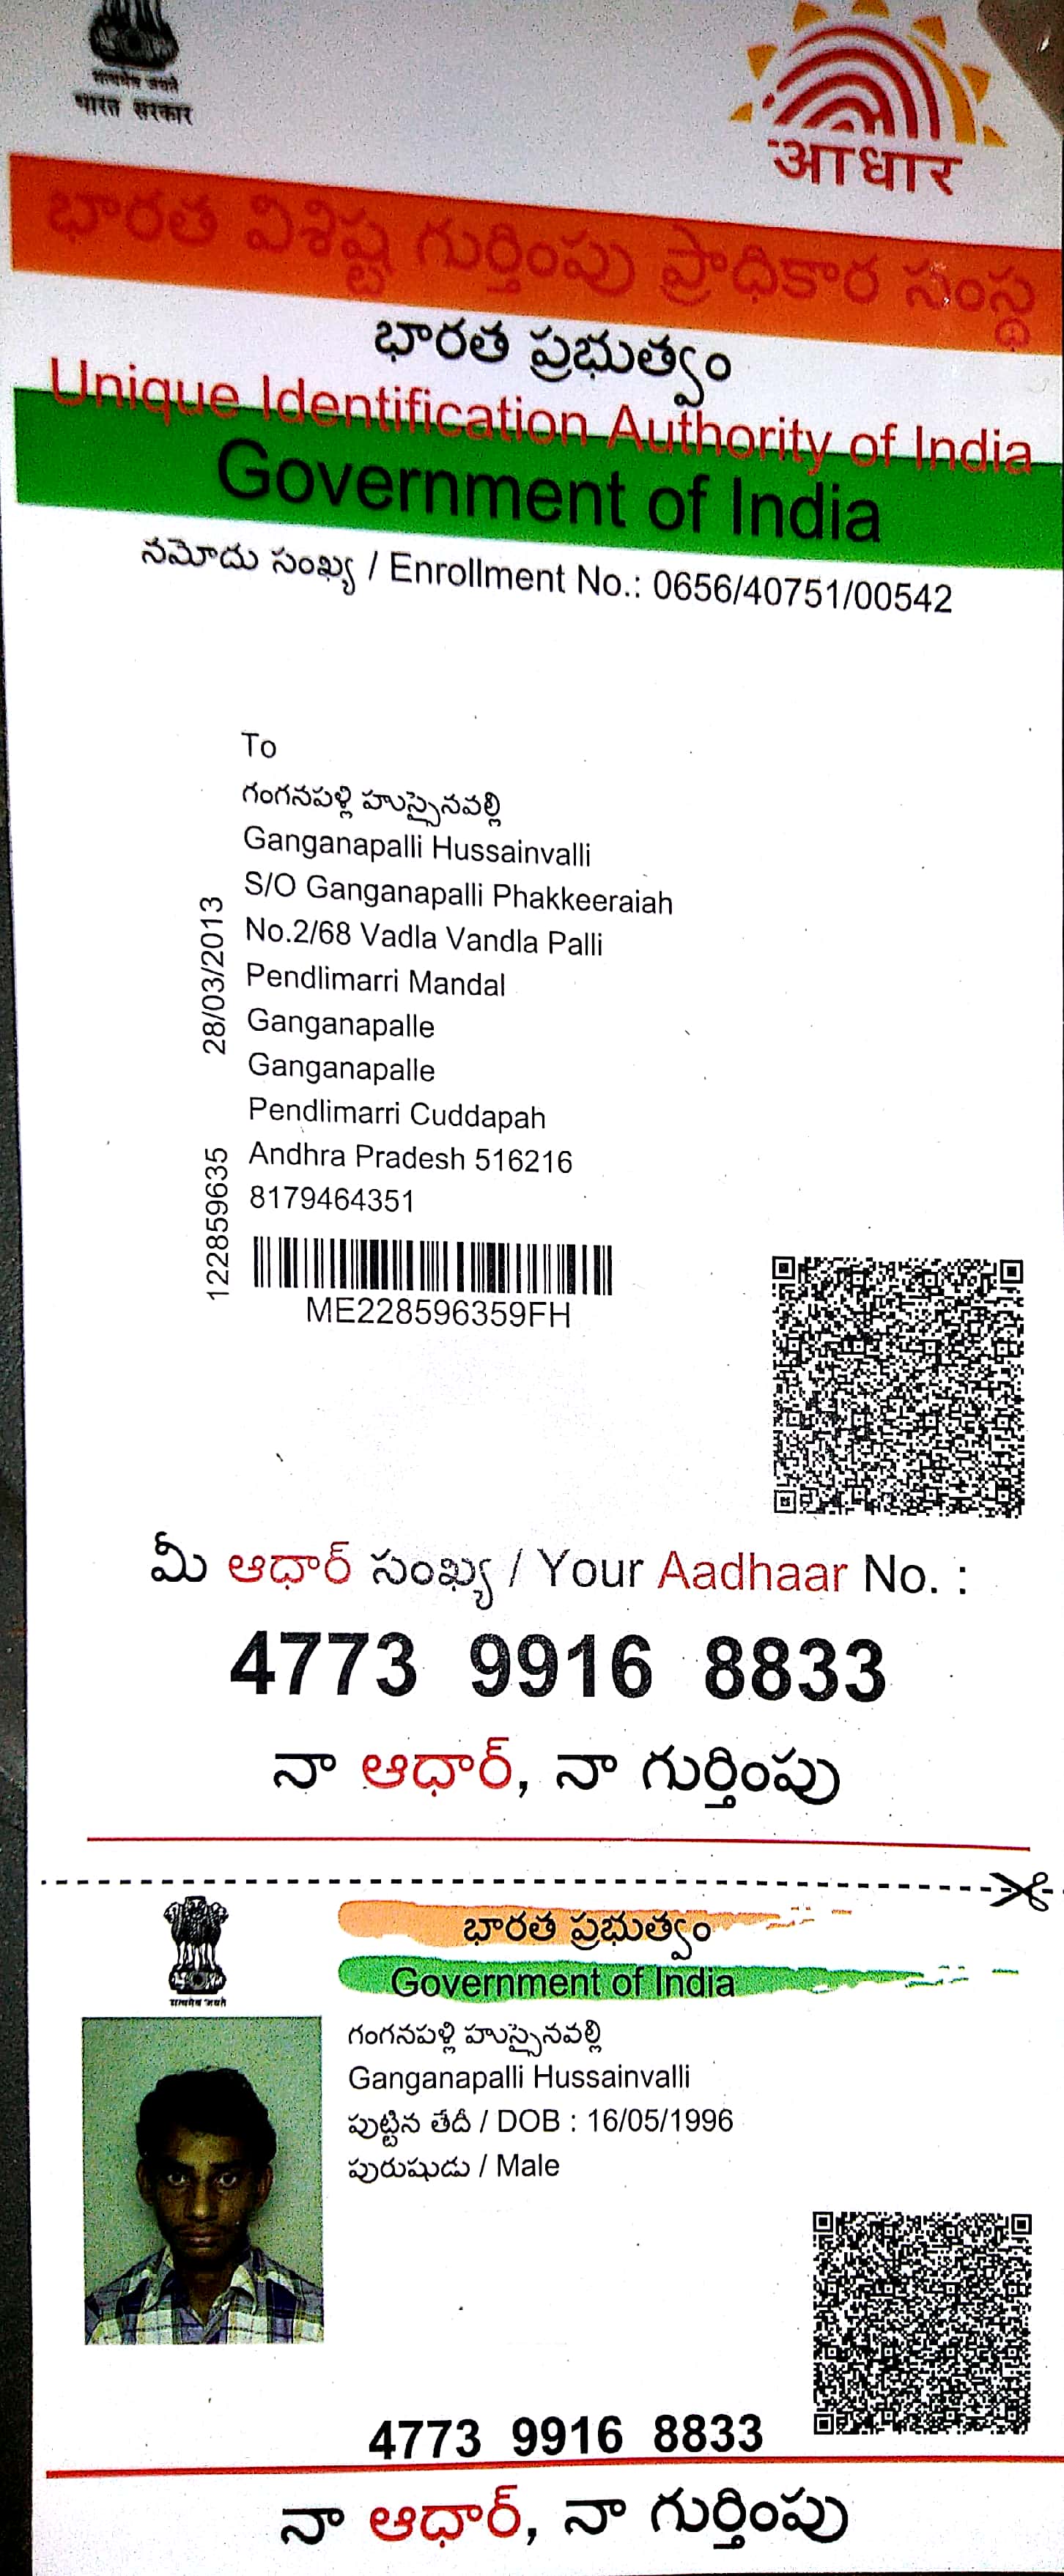 सत्यमेव जयते
भारत सरकार
आधार
భారత విశిష్ట గుర్తింపు ప్రాధికార సంస్థ
భారత ప్రభుత్వం
Unique Identification Authority of India
Government of India
నమోదు సంఖ్య / Enrollment No.: 0656/40751/00542
To
గంగనపల్లి హుస్సైనవల్లి
Ganganapalli Hussainvalli
S/O Ganganapalli Phakkeeraiah
No.2/68 Vadla Vandla Palli
Pendlimarri Mandal
Ganganapalle
Ganganapalle
Pendlimarri Cuddapah
Andhra Pradesh 516216
8179464351
28/03/2013
122859635
ME228596359FH
మీ ఆధార్ సంఖ్య / Your Aadhaar No. :
4773 9916 8833
నా ఆధార్, నా గుర్తింపు
భారత ప్రభుత్వం
Government of India
सत्यमेव जयते
గంగనపల్లి హుస్సైనవల్లి
Ganganapalli Hussainvalli
పుట్టిన తేదీ / DOB : 16/05/1996
పురుషుడు / Male
4773 9916 8833
నా ఆధార్, నా గుర్తింపు